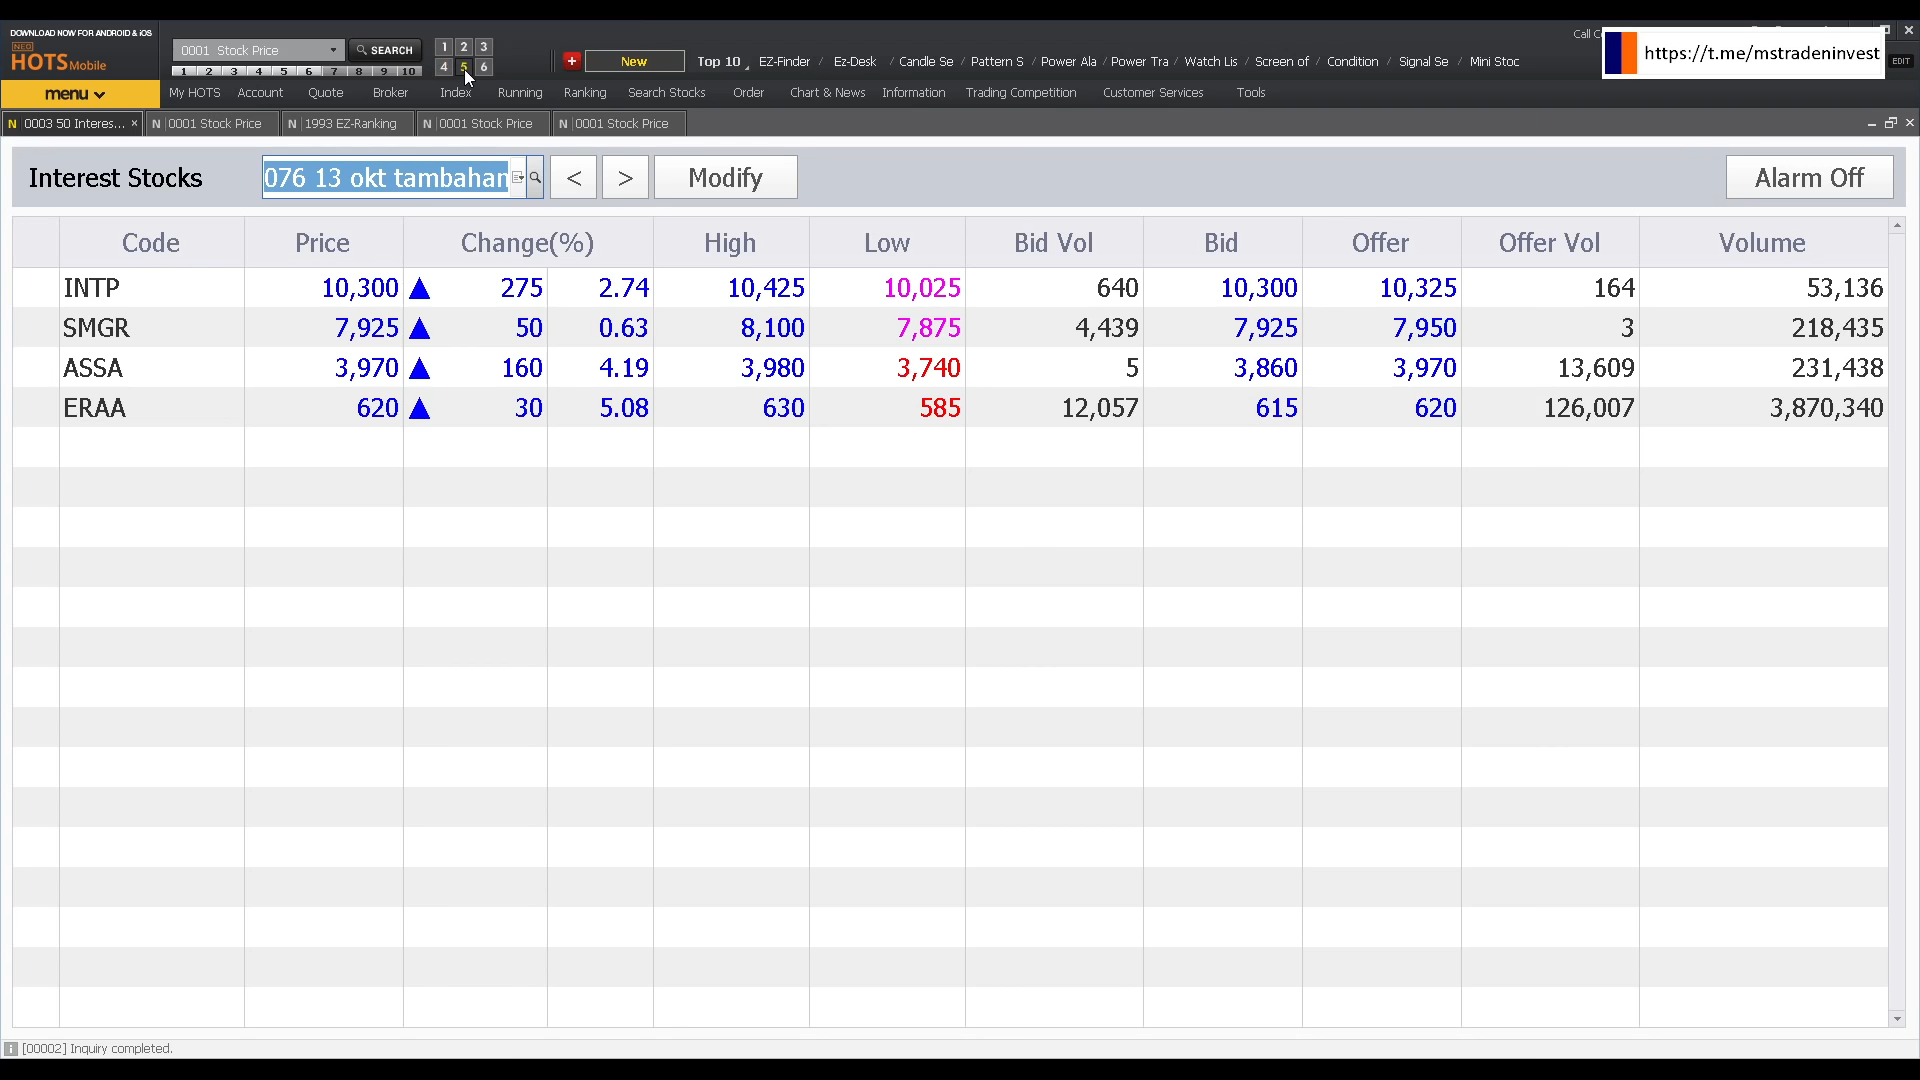 DOWNLOAD NOW FOR ANDROID & iOS
NEO
HOTS Mobile
0001 Stock Price
SEARCH
1 2 3 4 5 6 7 8 9 10
1 2 3
4 5 6
New
Top 10 EZ-Finder / Ez-Desk / Candle Se / Pattern S / Power Ala / Power Tra / Watch Lis / Screen of / Condition / Signal Se / Mini Stoc
https://t.me/mstradeninvest
EDIT
menu
My HOTS Account Quote Broker Index Running Ranking Search Stocks Order Chart & News Information Trading Competition Customer Services Tools
N 0003 50 Interes... × N 0001 Stock Price N 1993 EZ-Ranking N 0001 Stock Price N 0001 Stock Price
Interest Stocks 076 13 okt tambahan < > Modify Alarm Off
Code Price Change(%) High Low Bid Vol Bid Offer Offer Vol Volume
INTP 10,300 ▲ 275 2.74 10,425 10,025 640 10,300 10,325 164 53,136
SMGR 7,925 ▲ 50 0.63 8,100 7,875 4,439 7,925 7,950 3 218,435
ASSA 3,970 ▲ 160 4.19 3,980 3,740 5 3,860 3,970 13,609 231,438
ERAA 620 ▲ 30 5.08 630 585 12,057 615 620 126,007 3,870,340
[00002] Inquiry completed.